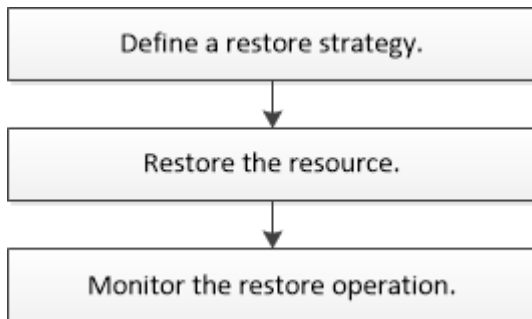 Define a restore strategy.
Restore the resource.
Monitor the restore operation.